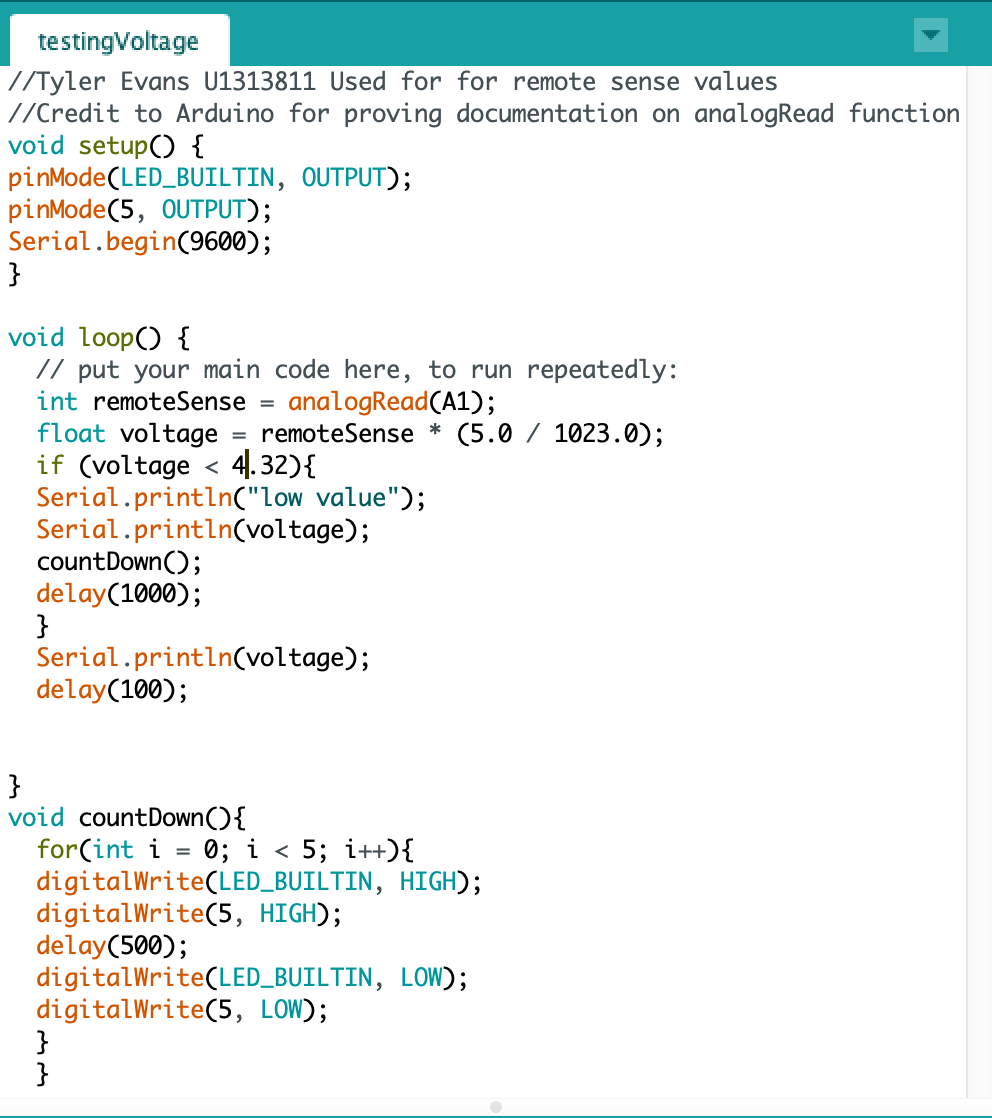 testingVoltage
//Tyler Evans U1313811 Used for for remote sense values
//Credit to Arduino for proving documentation on analogRead function
void setup() {
pinMode(LED_BUILTIN, OUTPUT);
pinMode(5, OUTPUT);
Serial.begin(9600);
}
void loop() {
  // put your main code here, to run repeatedly:
  int remoteSense = analogRead(A1);
  float voltage = remoteSense * (5.0 / 1023.0);
  if (voltage < 4.32){
  Serial.println("low value");
  Serial.println(voltage);
  countDown();
  delay(1000);
  }
  Serial.println(voltage);
  delay(100);
}
void countDown(){
  for(int i = 0; i < 5; i++){
  digitalWrite(LED_BUILTIN, HIGH);
  digitalWrite(5, HIGH);
  delay(500);
  digitalWrite(LED_BUILTIN, LOW);
  digitalWrite(5, LOW);
  }
  }